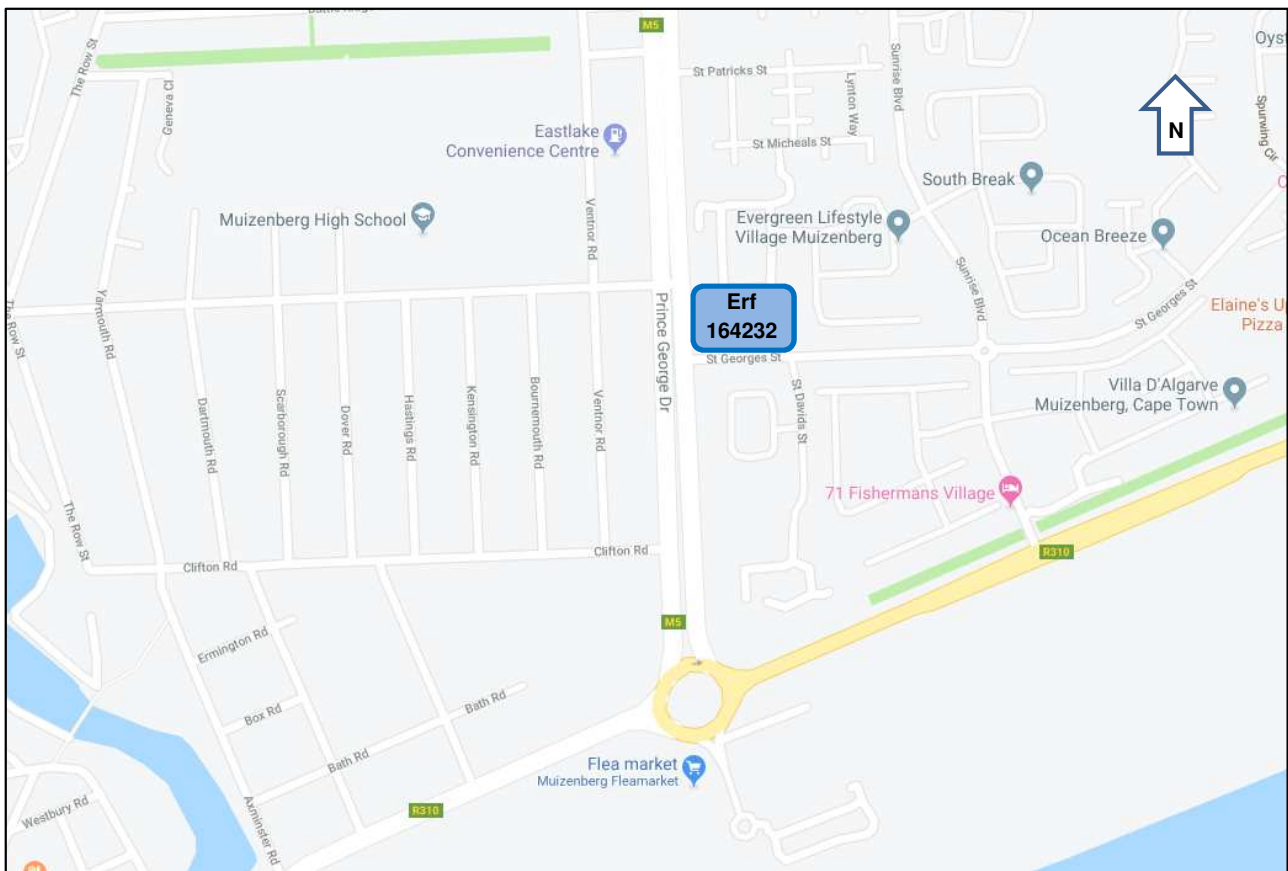 M5
Oyst
The Row St
Geneva Cl
St Patricks St
Lynton Way
Sunrise Blvd
Spurwing Cir
N
Eastlake
Convenience Centre
St Micheals St
South Break
Muizenberg High School
Ventnor Rd
Evergreen Lifestyle
Village Muizenberg
Ocean Breeze
Sunrise Blvd
Erf
164232
Prince George Dr
St Georges St
Elaine's U
Pizza
The Row St
Yarmouth Rd
St Georges St
Dartmouth Rd
Scarborough Rd
Dover Rd
Hastings Rd
Kensington Rd
Bournemouth Rd
Ventnor Rd
St Davids St
Villa D'Algarve
Muizenberg, Cape Town
71 Fishermans Village
The Row St
Clifton Rd
Clifton Rd
R310
M5
Ermington Rd
Box Rd
Bath Rd
Bath Rd
Flea market
Muizenberg Fleamarket
R310
Westbury Rd
Axminster Rd